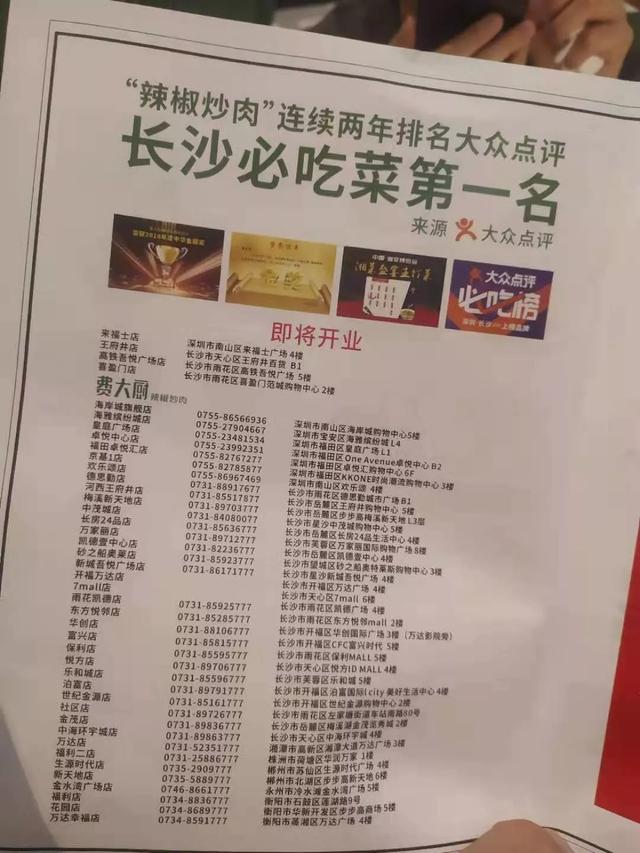 “辣椒炒肉”连续两年排名大众点评
长沙必吃菜第一名
来源 大众点评
大众点评
必吃榜
即将开业
来福士店 深圳市南山区来福士广场 4楼
王府井店 长沙市天心区王府井百货 B1
高铁吾悦广场店 长沙市雨花区高铁吾悦广场 5楼
喜盈门店 长沙市雨花区喜盈门范城购物中心 2楼
费大厨 辣椒炒肉
海岸城旗舰店
海雅缤纷城店
皇庭广场店
卓悦中心店
福田卓悦汇店
京基1店
欢乐颂店
德思勤店
河西王府井店
梅溪新天地店
中茂城店
长房24品店
万家丽店
凯德壹中心店
砂之船奥莱店
新城吾悦广场店
开福万达店
7mall店
雨花凯德店
东方悦邻店
华创店
富兴店
保利店
悦方店
乐和城店
泊富店
世纪金源店
社区店
金茂店
中海环宇城店
万达店
福利二店
生源时代店
新天地店
金水湾广场店
福利店
花园店
万达幸福店
0755-86566936
0755-27904667
0755-23481534
0755-23992351
0755-82767277
0755-82785877
0755-86967469
0731-88917677
0731-85517877
0731-89703777
0731-84080077
0731-85636777
0731-89712777
0731-82236777
0731-85923777
0731-86171777
0731-85925777
0731-85285777
0731-88106777
0731-85815777
0731-85595777
0731-89706777
0731-85596777
0731-89791777
0731-85161777
0731-89726777
0731-89836777
0731-89863777
0731-52351777
0731-25886777
0735-2909777
0735-5889777
0746-8661777
0734-8836777
0734-8689777
0734-8591777
深圳市南山区海岸城购物中心5楼
深圳市宝安区海雅缤纷城 L4
深圳市福田区皇庭广场 L1
深圳市福田区One Avenue卓悦中心 B2
深圳市福田区卓悦汇购物中心 6F
深圳市福田区KKONE时尚潮流购物中心 3楼
深圳市南山区欢乐颂 4楼
长沙市雨花区德思勤城市广场 B1
长沙市岳麓区王府井购物中心 5楼
长沙市岳麓区步步高梅溪新天地 L3层
长沙市星沙中茂城购物中心 5楼
长沙市岳麓区长房24品生活中心 4楼
长沙市芙蓉区万家丽国际购物广场 8楼
长沙市岳麓区凯德壹中心 4楼
长沙市望城区砂之船奥特莱斯购物中心 3楼
长沙市星沙新城吾悦广场 4楼
长沙市开福区万达广场 4楼
长沙市天心区7mall 6楼
长沙市雨花区凯德广场 4楼
长沙市雨花区东方悦邻mall 2楼
长沙市开福区华创国际广场 3楼（万达影院旁）
长沙市开福区CFC富兴时代 5楼
长沙市雨花区保利MALL 5楼
长沙市天心区悦方ID MALL 4楼
长沙市芙蓉区乐和城 5楼
长沙市开福区泊富国际l city 美好生活中心 4楼
长沙市开福区世纪金源购物中心 2楼
长沙市雨花区左家塘街道车站南路80号
长沙市岳麓区梅溪湖金茂览秀城 2楼
长沙市天心区中海环宇城 4楼
湘潭市高新区湘潭大道万达广场 3楼
株洲市荷塘区华润万家 1楼
郴州市苏仙区生源时代广场 4楼
郴州市北湖区步步高新天地 6楼
永州市冷水滩金水湾广场 5楼
衡阳市石鼓区莲湖路9号
衡阳市华新开发区步步高商场 5楼
衡阳市蒸湘区万达广场 4楼